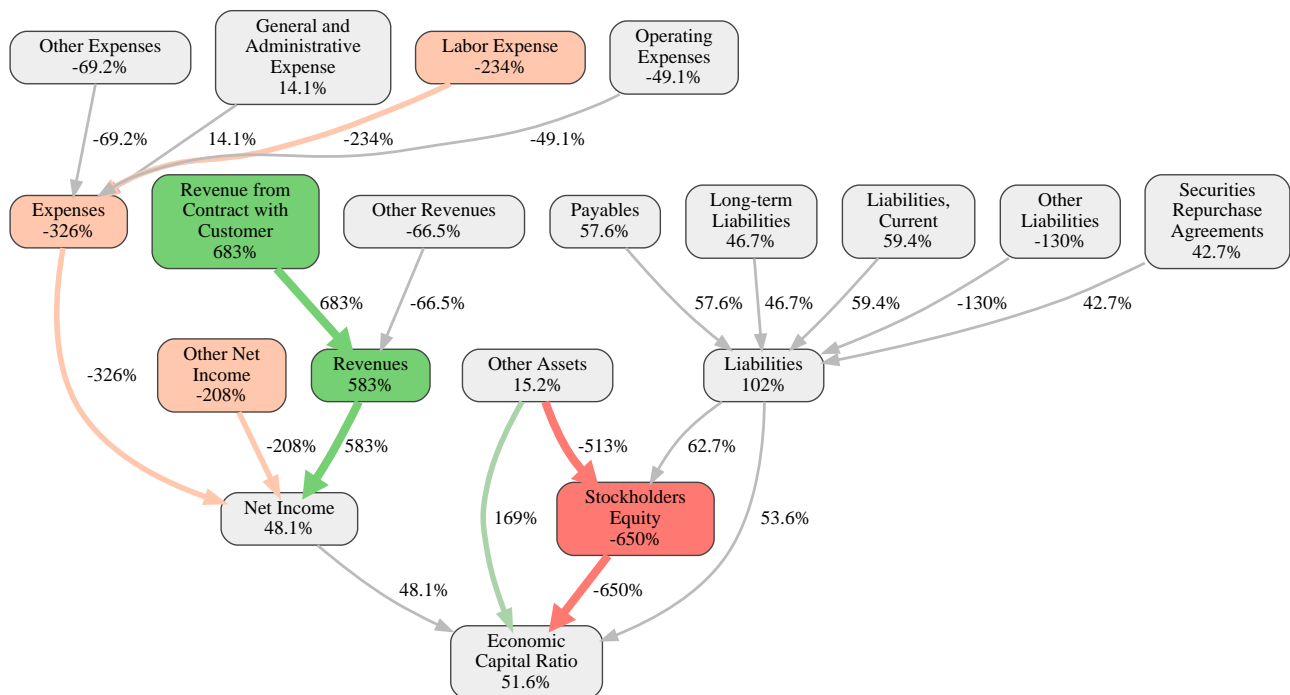 Other Expenses
-69.2%
General and
Administrative
Expense
14.1%
Labor Expense
-234%
Operating
Expenses
-49.1%
-69.2%
14.1%
-234%
-49.1%
Expenses
-326%
Revenue from
Contract with
Customer
683%
Other Revenues
-66.5%
Payables
57.6%
Long-term
Liabilities
46.7%
Liabilities,
Current
59.4%
Other
Liabilities
-130%
Securities
Repurchase
Agreements
42.7%
683%
-66.5%
57.6%
46.7%
59.4%
-130%
42.7%
-326%
Other Net
Income
-208%
Revenues
583%
Other Assets
15.2%
Liabilities
102%
-208%
583%
-513%
62.7%
Net Income
48.1%
169%
Stockholders
Equity
-650%
53.6%
48.1%
-650%
Economic
Capital Ratio
51.6%